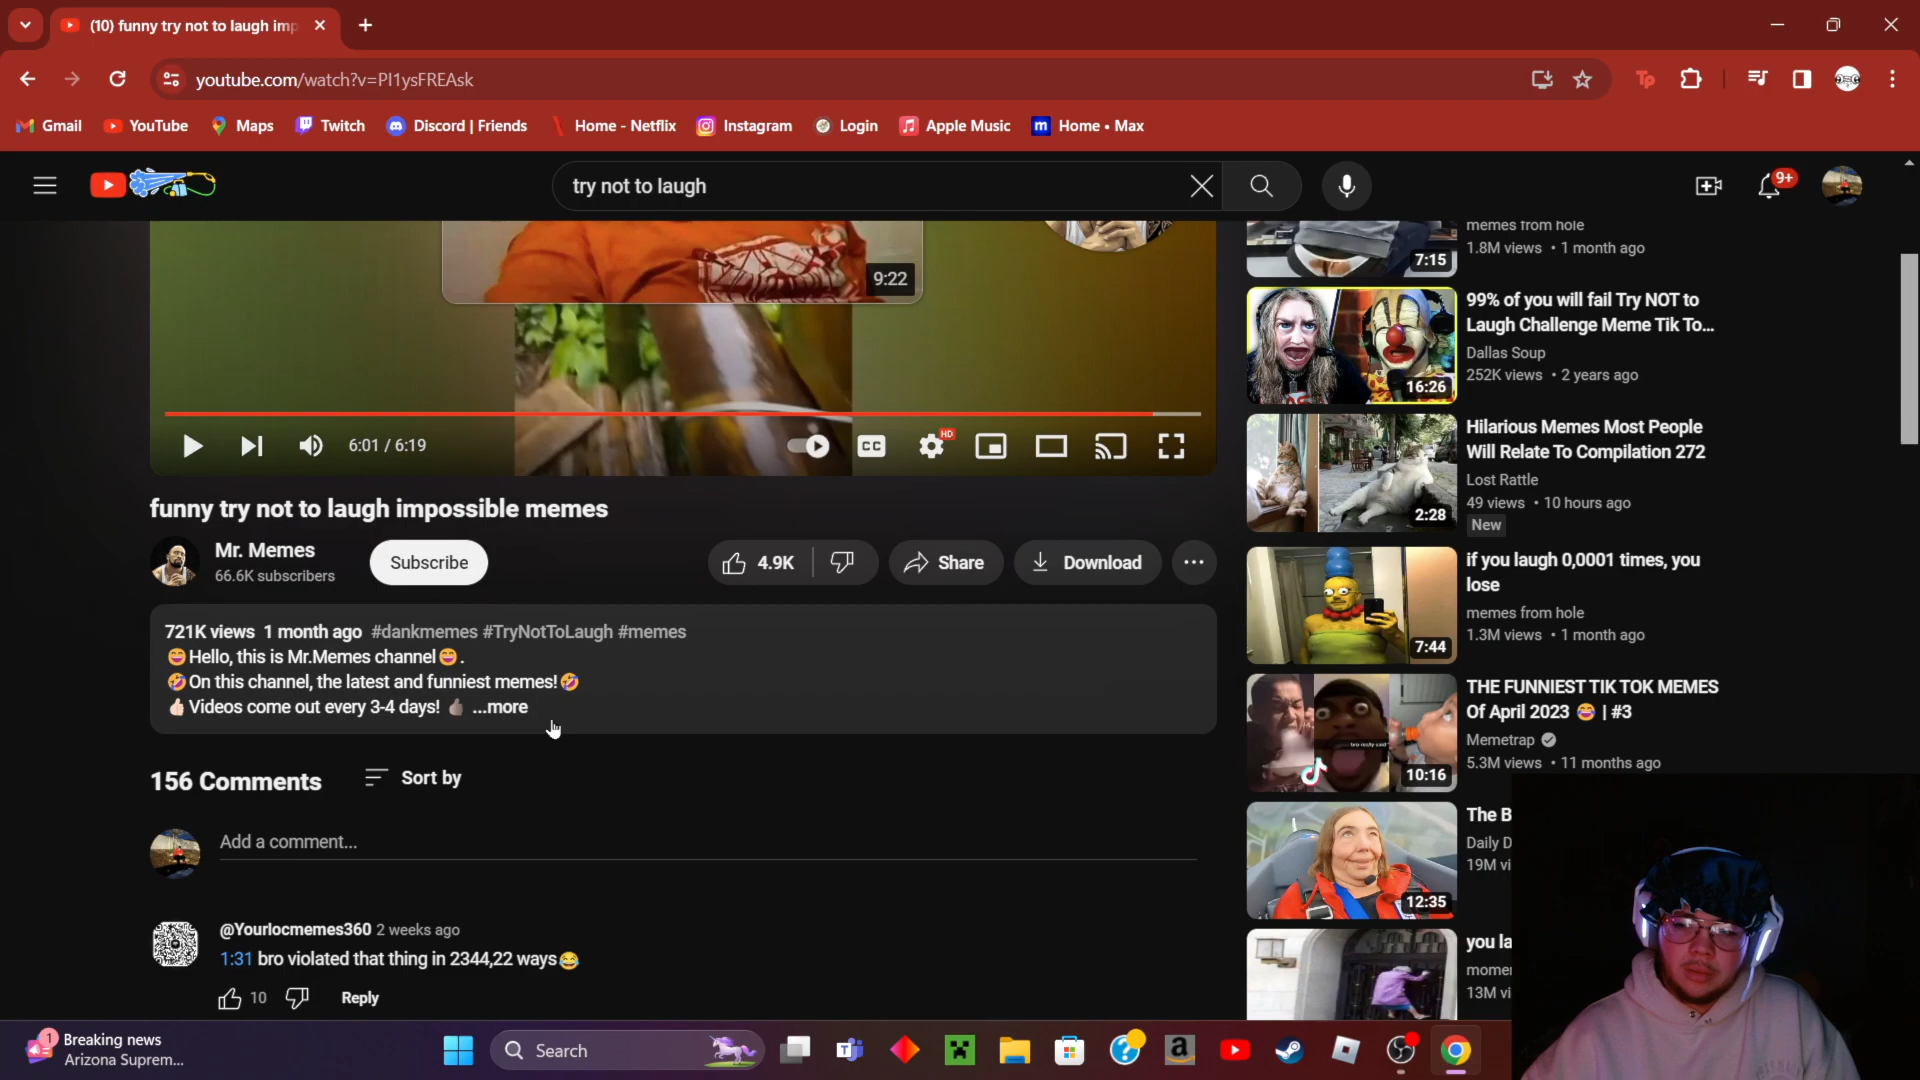 (10) funny try not to laugh imp
youtube.com/watch?v=PI1ysFREAsk
Tp
Gmail
YouTube
Maps
Twitch
Discord | Friends
Home - Netflix
Instagram
Login
Apple Music
m Home • Max
try not to laugh
9+
9:22
6:01 / 6:19
CC
HD
funny try not to laugh impossible memes
Mr. Memes
66.6K subscribers
Subscribe
4.9K
Share
Download
721K views 1 month ago #dankmemes #TryNotToLaugh #memes
😄Hello, this is Mr.Memes channel😄.
🤣On this channel, the latest and funniest memes!🤣
👍🏻Videos come out every 3-4 days! 👍🏿 ...more
156 Comments
Sort by
Add a comment...
@Yourlocmemes360 2 weeks ago
1:31 bro violated that thing in 2344,22 ways😂
10
Reply
memes from hole
1.8M views • 1 month ago
7:15
99% of you will fail Try NOT to
Laugh Challenge Meme Tik To...
Dallas Soup
252K views • 2 years ago
16:26
Hilarious Memes Most People
Will Relate To Compilation 272
Lost Rattle
49 views • 10 hours ago
New
2:28
if you laugh 0,0001 times, you
lose
memes from hole
1.3M views • 1 month ago
7:44
THE FUNNIEST TIK TOK MEMES
Of April 2023 😂 | #3
Memetrap
5.3M views • 11 months ago
bro really said
10:16
The B
Daily D
19M vi
12:35
you la
momer
13M vi
1
Breaking news
Arizona Suprem...
Search